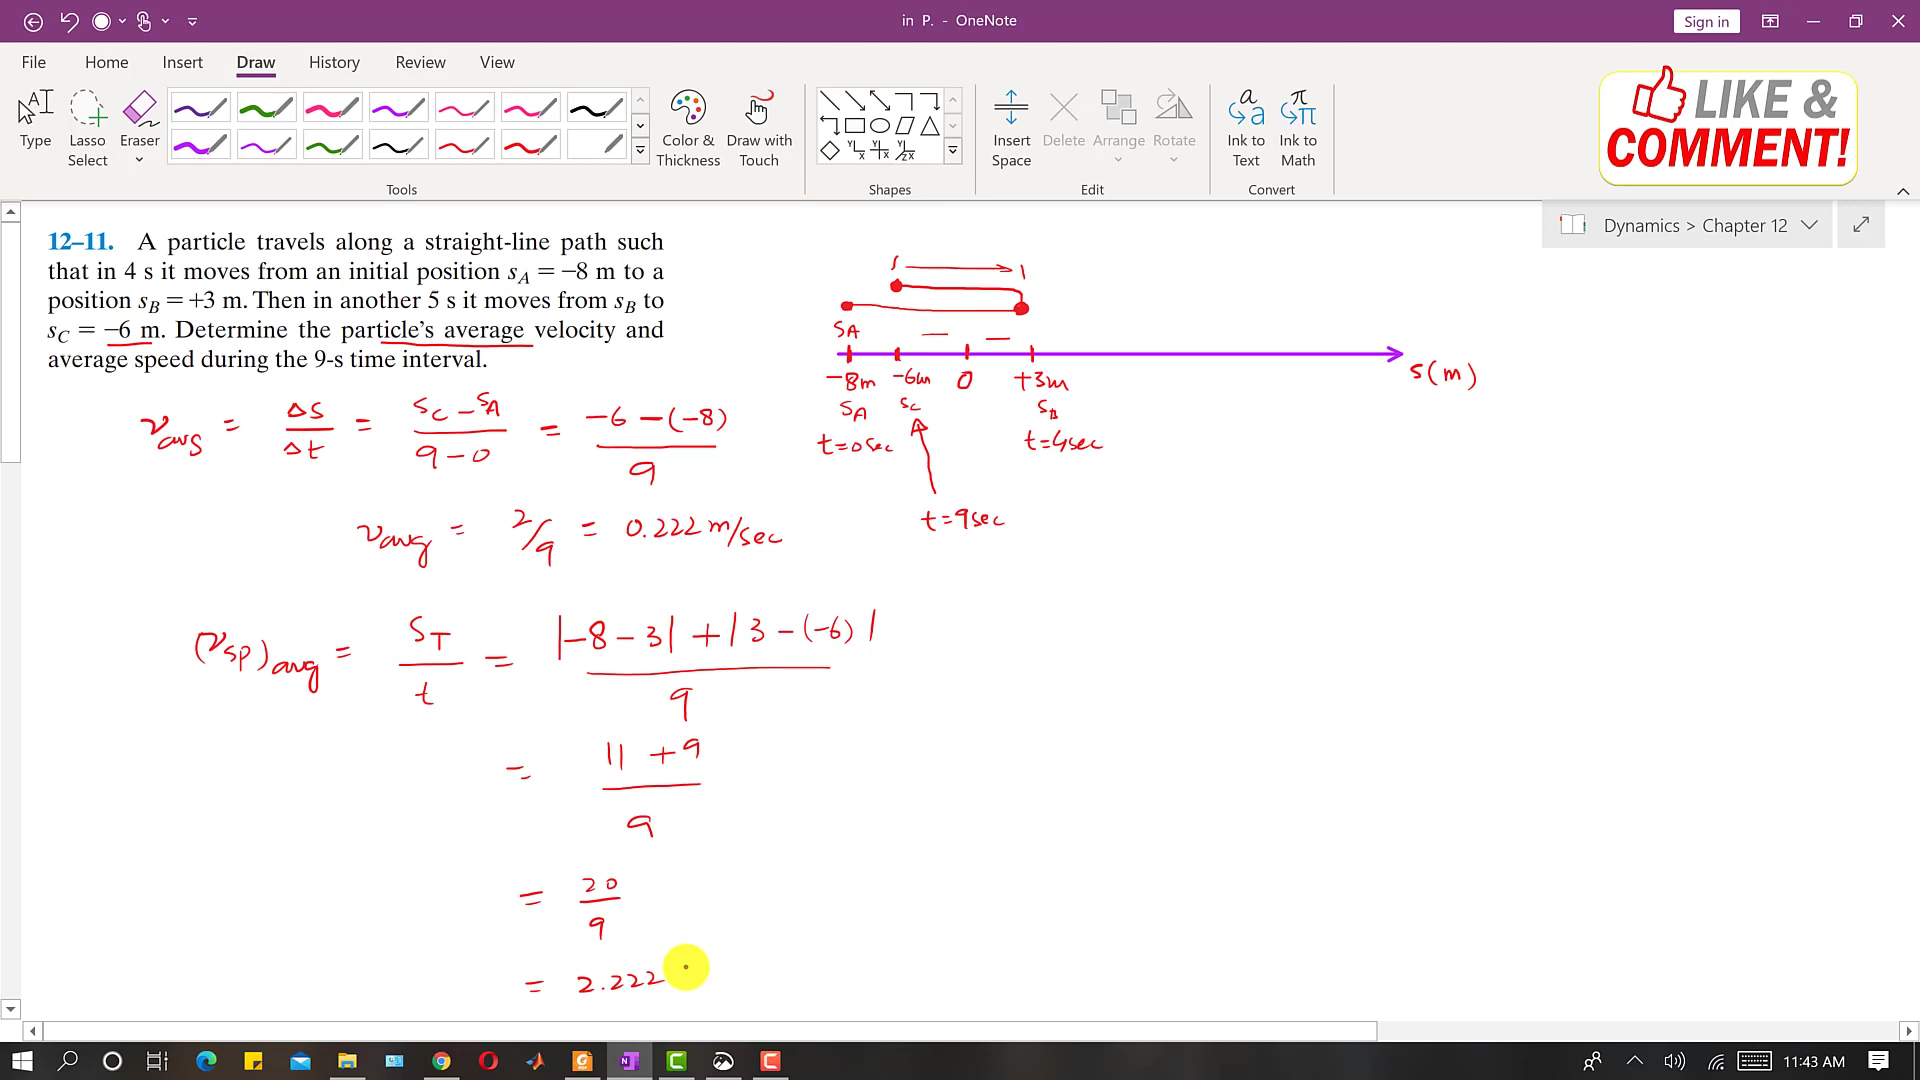 in P. - OneNote
Sign in
File Home Insert Draw History Review View
Type
Lasso Select
Eraser
Color & Thickness
Draw with Touch
Insert Space
Delete
Arrange
Rotate
Ink to Text
Ink to Math
Tools
Shapes
Edit
Convert
LIKE &
COMMENT!
Dynamics > Chapter 12
12–11. A particle travels along a straight-line path such
that in 4 s it moves from an initial position s_A = −8 m to a
position s_B = +3 m. Then in another 5 s it moves from s_B to
s_C = −6 m. Determine the particle's average velocity and
average speed during the 9-s time interval.
S_A
-8m -6m 0 +3m S(m)
S_A S_C S_B
t=0sec t=4sec
t=9sec
v_avg = Δs/Δt = (S_C - S_A)/(9-0) = (-6-(-8))/9
v_avg = 2/9 = 0.222 m/sec
(v_sp)_avg = S_T/t = (|-8-3|+|3-(-6)|)/9
= (11+9)/9
= 20/9
= 2.222
11:43 AM